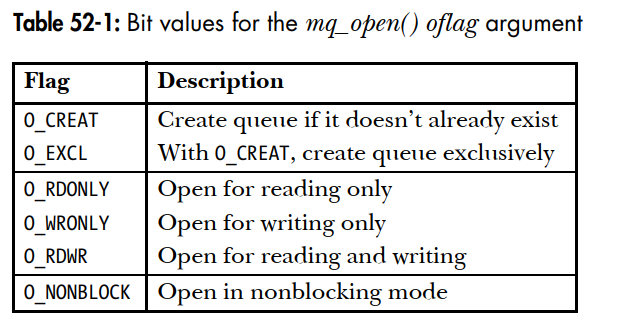 Table 52-1: Bit values for the mq_open() oflag argument
Flag Description
O_CREAT Create queue if it doesn’t already exist
O_EXCL With O_CREAT, create queue exclusively
O_RDONLY Open for reading only
O_WRONLY Open for writing only
O_RDWR Open for reading and writing
O_NONBLOCK Open in nonblocking mode